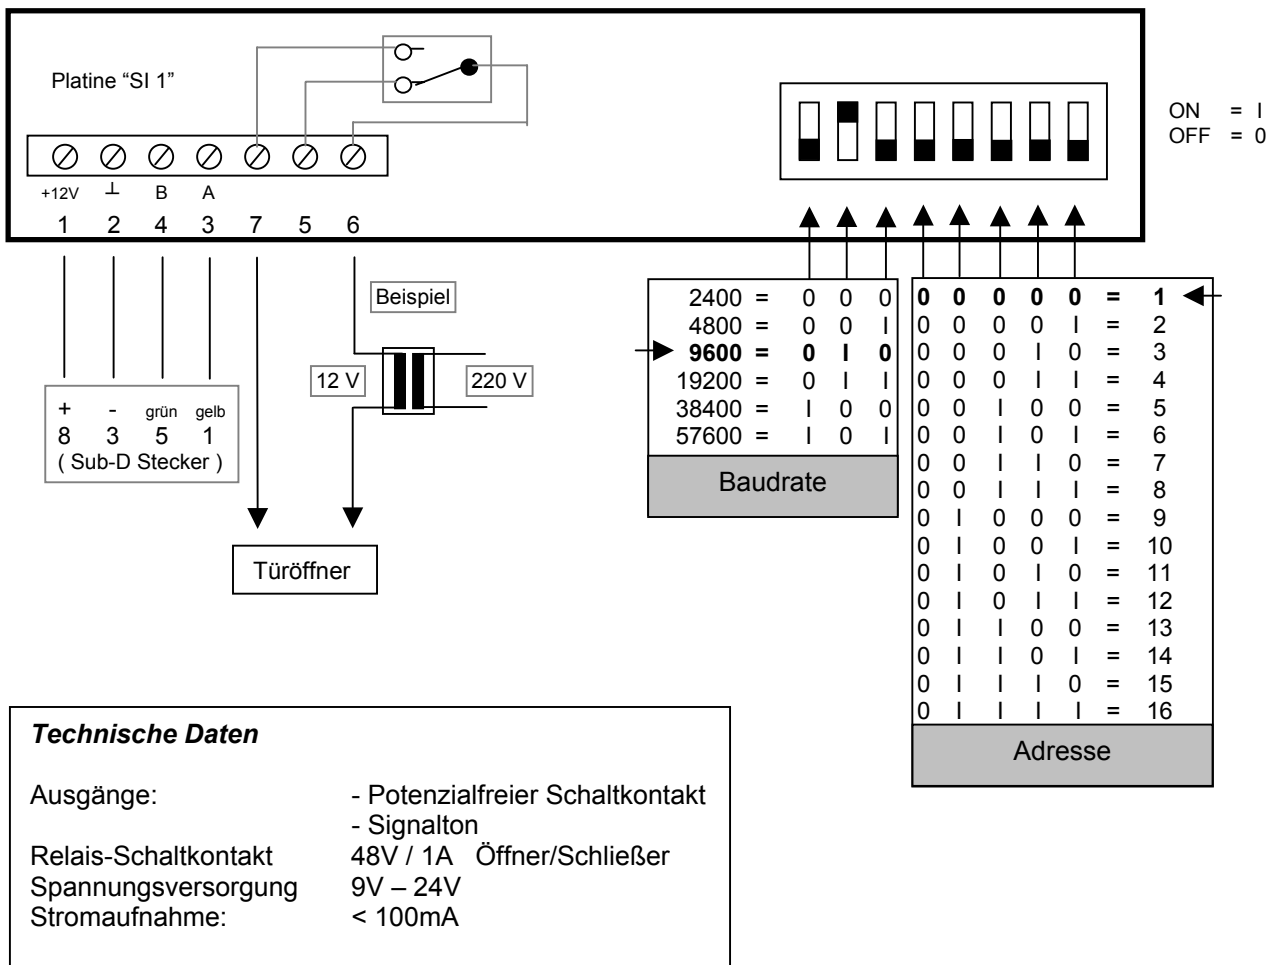 Platine “SI 1”
ON = I
OFF = 0
+12V ⊥ B A
1 2 4 3 7 5 6
Beispiel
12 V
220 V
+ - grün gelb
8 3 5 1
( Sub-D Stecker )
Türöffner
2400 = 0 0 0
4800 = 0 0 I
9600 = 0 I 0
19200 = 0 I I
38400 = I 0 0
57600 = I 0 I
Baudrate
0 0 0 0 0 = 1
0 0 0 0 I = 2
0 0 0 I 0 = 3
0 0 0 I I = 4
0 0 I 0 0 = 5
0 0 I 0 I = 6
0 0 I I 0 = 7
0 0 I I I = 8
0 I 0 0 0 = 9
0 I 0 0 I = 10
0 I 0 I 0 = 11
0 I 0 I I = 12
0 I I 0 0 = 13
0 I I 0 I = 14
0 I I I 0 = 15
0 I I I I = 16
Adresse
Technische Daten
Ausgänge: - Potenzialfreier Schaltkontakt
- Signalton
Relais-Schaltkontakt 48V / 1A Öffner/Schließer
Spannungsversorgung 9V – 24V
Stromaufnahme: < 100mA